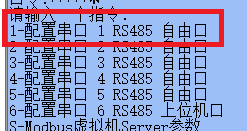 请输入一个指令:
1-配置串口 1 RS485 自由口
2-配置串口 2 RS485 自由口
3-配置串口 3 RS485 自由口
4-配置串口 4 RS485 自由口
5-配置串口 5 RS485 自由口
6-配置串口 6 RS485 上位机口
S-Modbus虚拟机Server参数